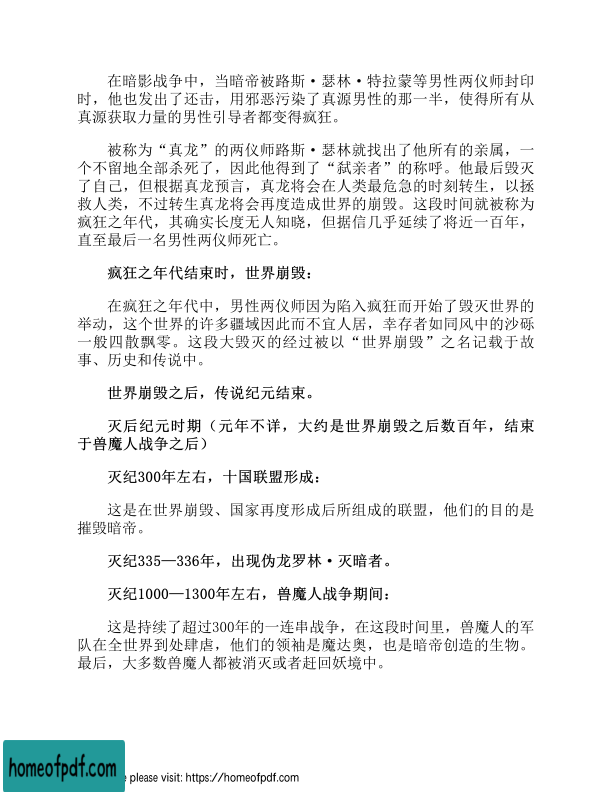 在暗影战争中，当暗帝被路斯·瑟林·特拉蒙等男性两仪师封印
时，他也发出了还击，用邪恶污染了真源男性的那一半，使得所有从
真源获取力量的男性引导者都变得疯狂。
被称为“真龙”的两仪师路斯·瑟林就找出了他所有的亲属，一
个不留地全部杀死了，因此他得到了“弑亲者”的称呼。他最后毁灭
了自己，但根据真龙预言，真龙将会在人类最危急的时刻转生，以拯
救人类，不过转生真龙将会再度造成世界的崩毁。这段时间就被称为
疯狂之年代，其确实长度无人知晓，但据信几乎延续了将近一百年，
直至最后一名男性两仪师死亡。
疯狂之年代结束时，世界崩毁：
在疯狂之年代中，男性两仪师因为陷入疯狂而开始了毁灭世界的
举动，这个世界的许多疆域因此而不宜人居，幸存者如同风中的沙砾
一般四散飘零。这段大毁灭的经过被以“世界崩毁”之名记载于故
事、历史和传说中。
世界崩毁之后，传说纪元结束。
灭后纪元时期（元年不详，大约是世界崩毁之后数百年，结束
于兽魔人战争之后）
灭纪300年左右，十国联盟形成：
这是在世界崩毁、国家再度形成后所组成的联盟，他们的目的是
摧毁暗帝。
灭纪335—336年，出现伪龙罗林·灭暗者。
灭纪1000—1300年左右，兽魔人战争期间：
这是持续了超过300年的一连串战争，在这段时间里，兽魔人的军
队在全世界到处肆虐，他们的领袖是魔达奥，也是暗帝创造的生物。
最后，大多数兽魔人都被消灭或者赶回妖境中。
homeofpdf.com
e please visit: https://homeofpdf.com